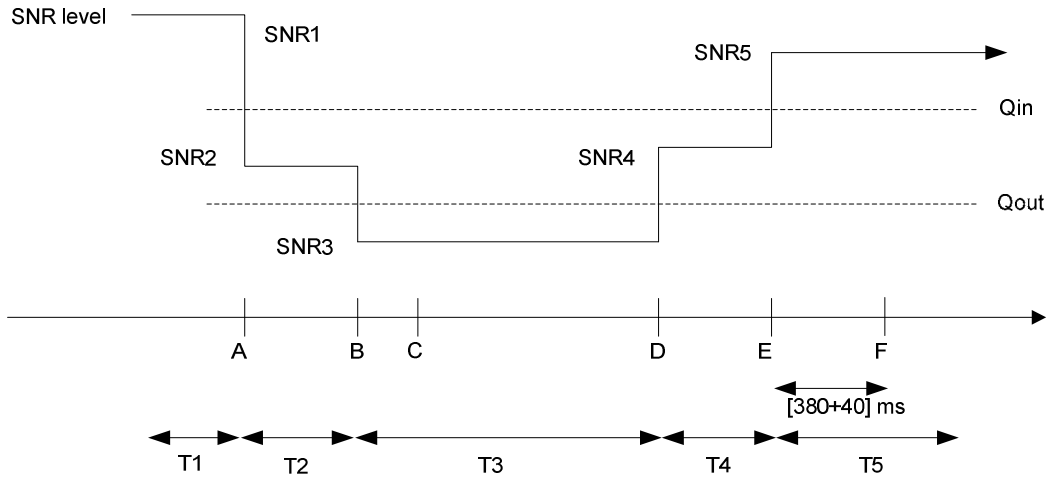 SNR level
SNR1
SNR5
Qin
SNR2
SNR4
Qout
SNR3
A
B
C
D
E
F
[380+40] ms
T1
T2
T3
T4
T5